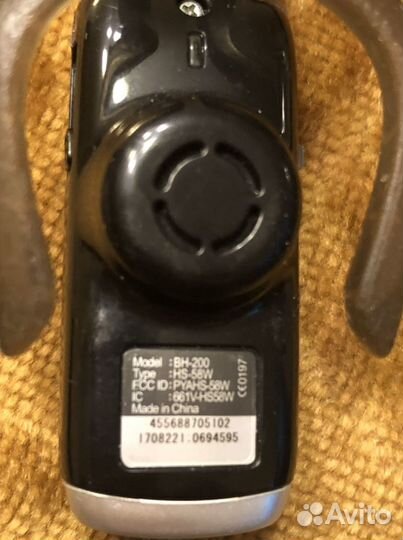 Model : BH-200
Type : HS-58W
FCC ID: PYAHS-58W
IC : 661V-HS58W
Made in China
CE0197
455688705102
1708221:0694595
Avito